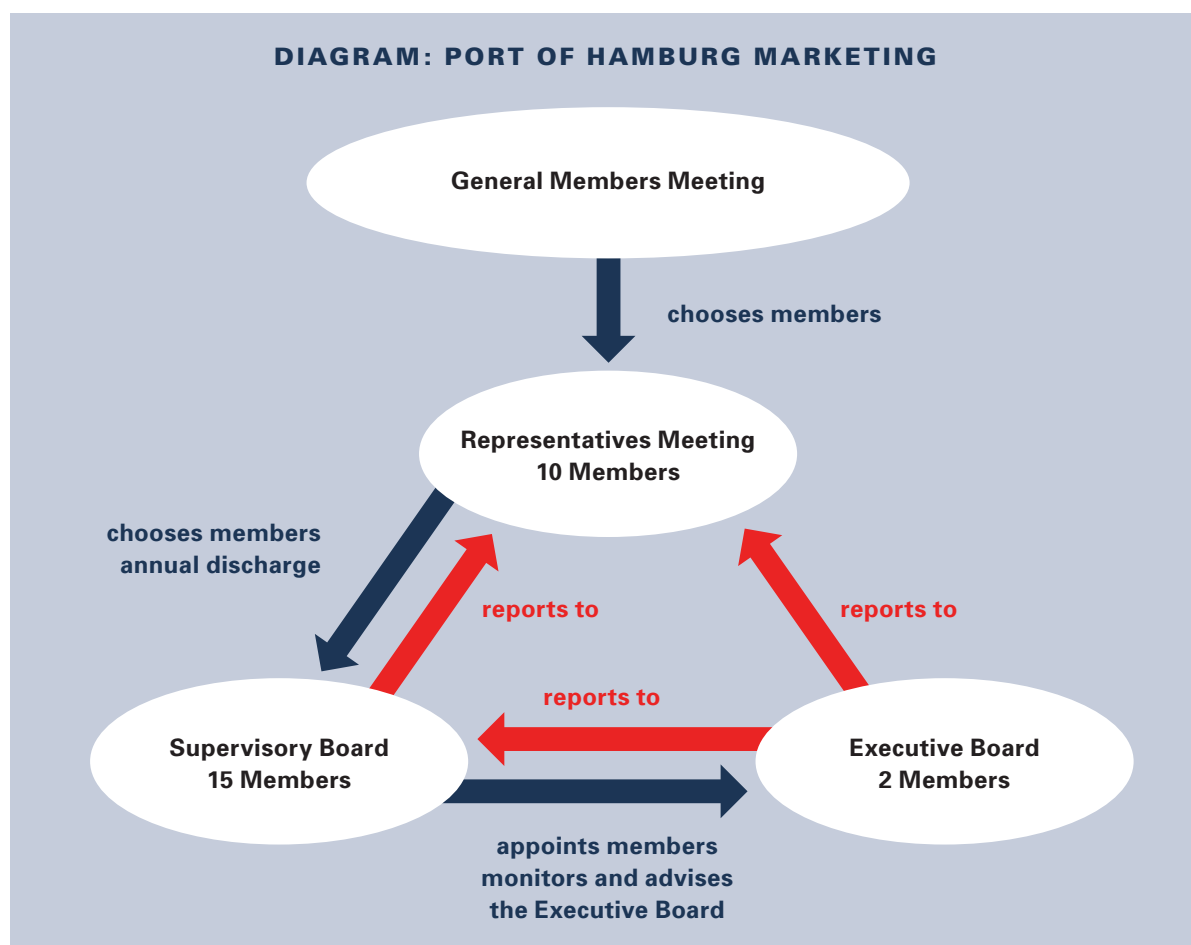 DIAGRAM: PORT OF HAMBURG MARKETING
General Members Meeting
chooses members
Representatives Meeting
10 Members
chooses members
annual discharge
reports to
reports to
reports to
Supervisory Board
15 Members
Executive Board
2 Members
appoints members
monitors and advises
the Executive Board